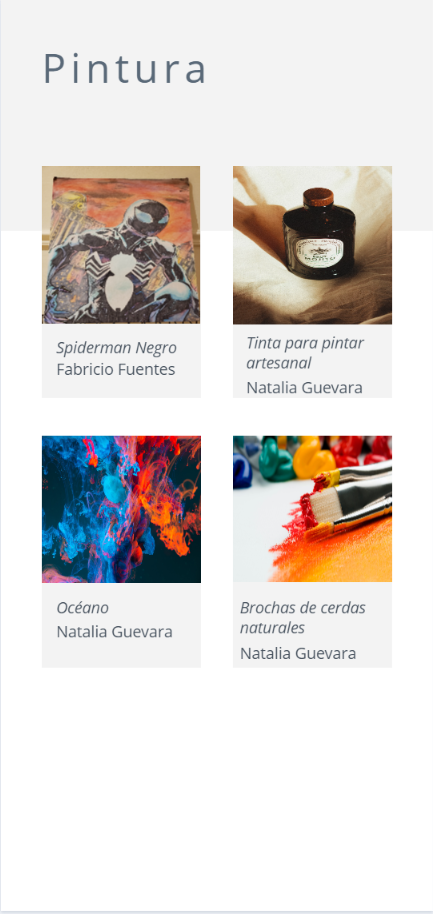 Pintura
Spiderman Negro
Fabricio Fuentes
Tinta para pintar
artesanal
Natalia Guevara
Océano
Natalia Guevara
Brochas de cerdas
naturales
Natalia Guevara